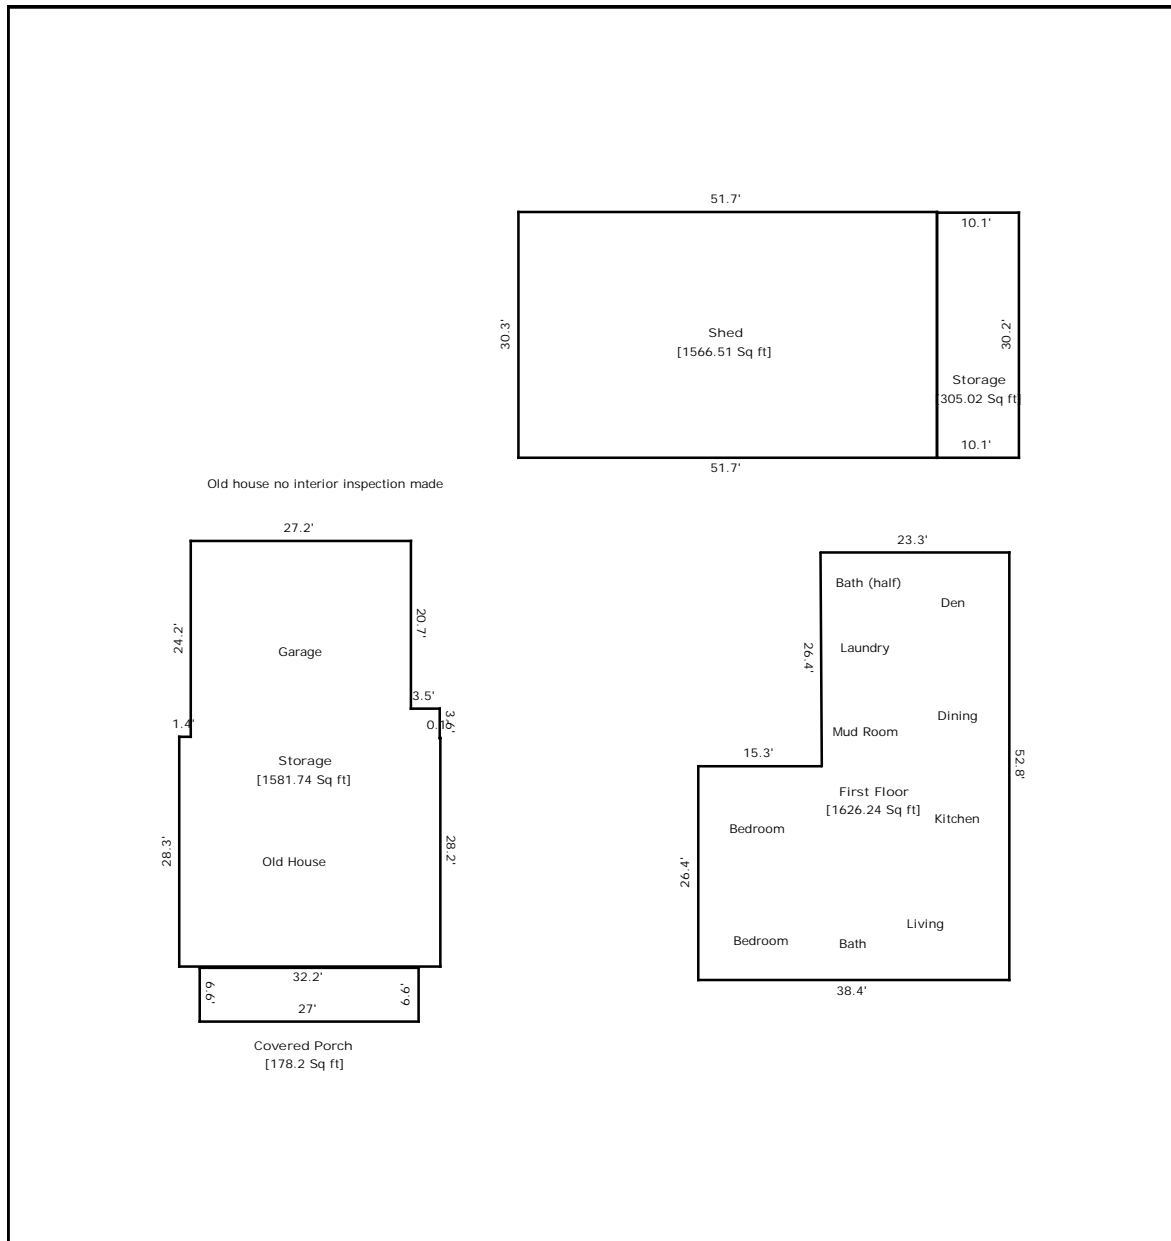 51.7'
10.1'
30.3'
Shed
[1566.51 Sq ft]
30.2'
Storage
[305.02 Sq ft]
10.1'
51.7'
Old house no interior inspection made
27.2'
24.2'
20.7'
Garage
3.5'
3.6'
0.1'
1.4'
Storage
[1581.74 Sq ft]
28.3'
28.2'
Old House
32.2'
6.6'
6.6'
27'
Covered Porch
[178.2 Sq ft]
23.3'
Bath (half)
Den
26.4'
Laundry
Dining
Mud Room
15.3'
52.8'
First Floor
[1626.24 Sq ft]
Kitchen
Bedroom
26.4'
Living
Bedroom
Bath
38.4'